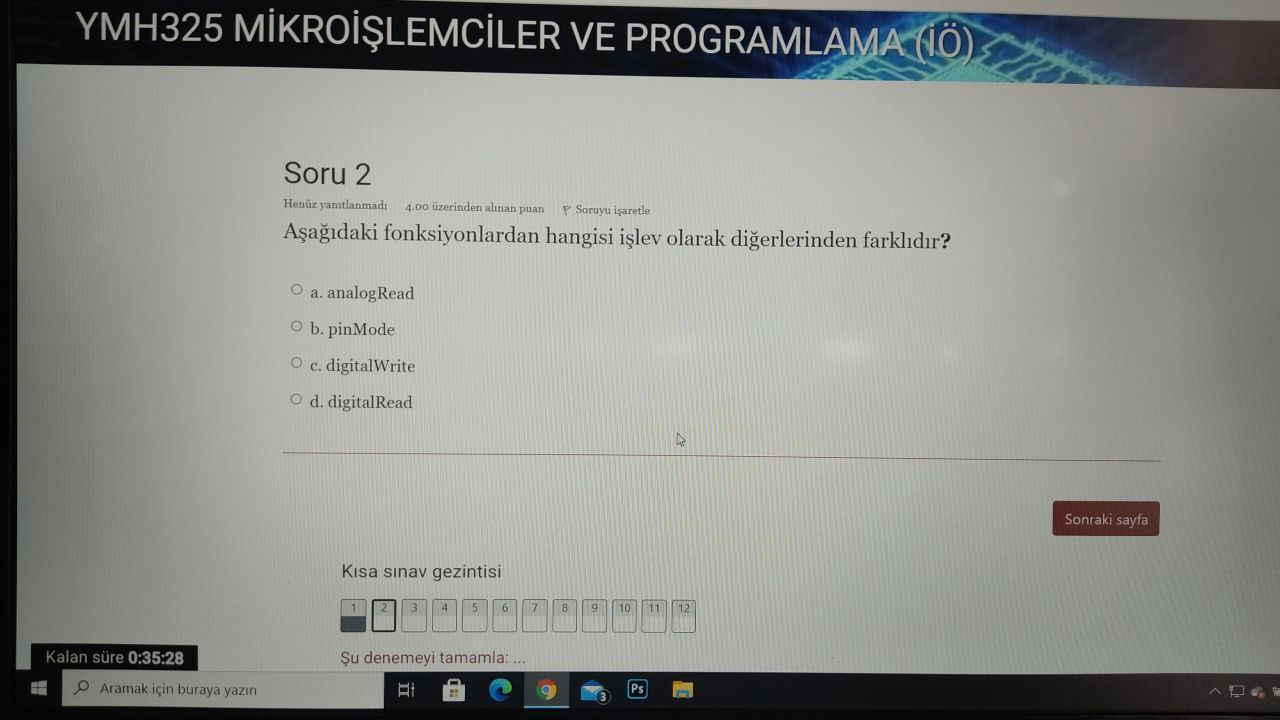 YMH325 MİKROİŞLEMCİLER VE PROGRAMLAMA (İÖ)
Soru 2
Henüz yanıtlanmadı 4.00 üzerinden alınan puan Soruyu işaretle
Aşağıdaki fonksiyonlardan hangisi işlev olarak diğerlerinden farklıdır?
a. analogRead
b. pinMode
c. digitalWrite
d. digitalRead
Sonraki sayfa
Kısa sınav gezintisi
1 2 3 4 5 6 7 8 9 10 11 12
Kalan süre 0:35:28
Şu denemeyi tamamla: ...
Aramak için buraya yazın
3
Ps